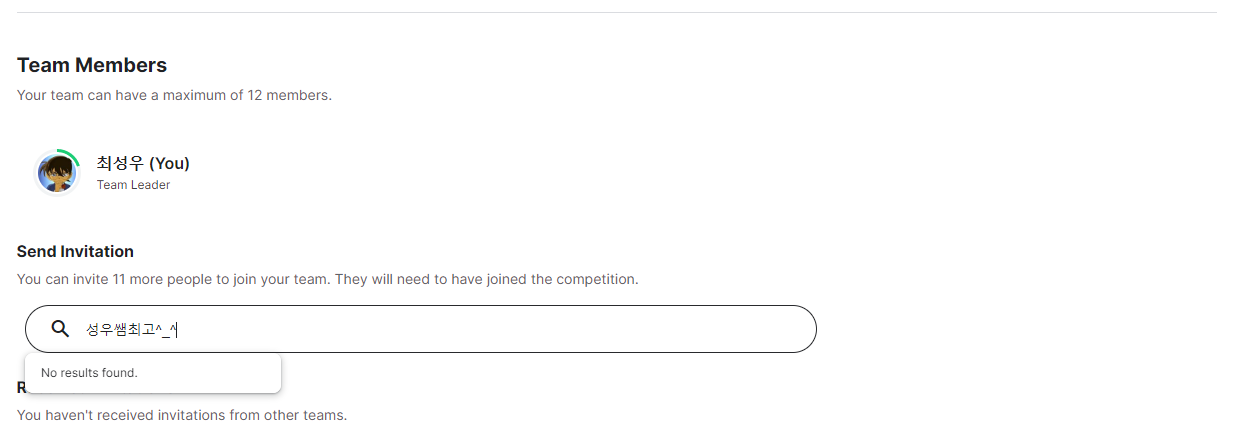 Team Members
Your team can have a maximum of 12 members.
최성우 (You)
Team Leader
Send Invitation
You can invite 11 more people to join your team. They will need to have joined the competition.
성우쌤최고^_^
No results found.
You haven't received invitations from other teams.